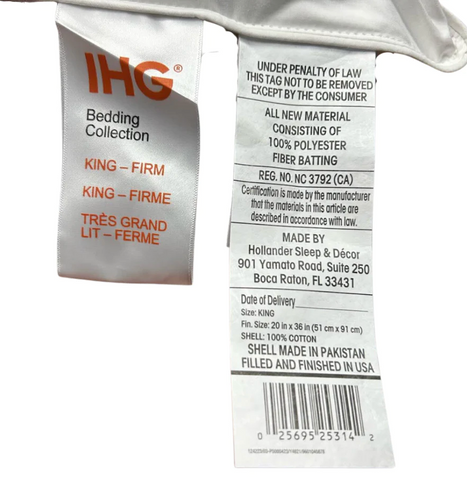 IHG®
Bedding
Collection
KING – FIRM
KING – FIRME
TRÈS GRAND
LIT – FERME
UNDER PENALTY OF LAW
THIS TAG NOT TO BE REMOVED
EXCEPT BY THE CONSUMER
ALL NEW MATERIAL
CONSISTING OF
100% POLYESTER
FIBER BATTING
REG. NO. NC 3792 (CA)
Certification is made by the manufacturer
that the materials in this article are
described in accordance with law.
MADE BY
Hollander Sleep & Décor
901 Yamato Road, Suite 250
Boca Raton, FL 33431
Date of Delivery
Size: KING
Fin. Size: 20 in x 36 in (51 cm x 91 cm)
SHELL: 100% COTTON
SHELL MADE IN PAKISTAN
FILLED AND FINISHED IN USA
0 25695 25314 2